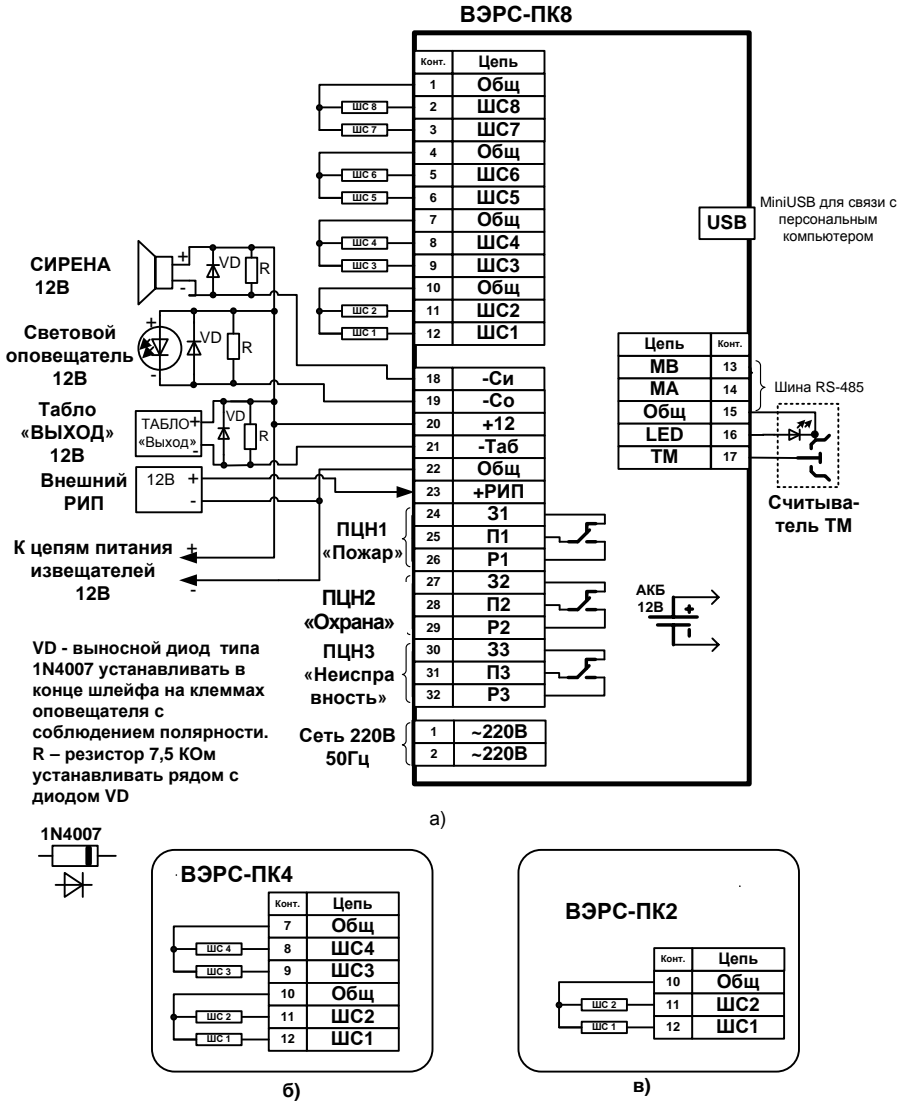 ВЭРС-ПК8
Конт. Цепь
1 Общ
ШС 8 2 ШС8
ШС 7 3 ШС7
4 Общ
ШС 6 5 ШС6
ШС 5 6 ШС5
7 Общ
ШС 4 8 ШС4
ШС 3 9 ШС3
10 Общ
ШС 2 11 ШС2
ШС 1 12 ШС1
USB
MiniUSB для связи с
персональным
компьютером
СИРЕНА
12В
+ VD R
-
Световой
оповещатель
12В
+ VD R
-
Табло
«ВЫХОД»
12В
ТАБЛО+ VD R
«Выход»-
Внешний
РИП
12В +
-
18 -Си
19 -Со
20 +12
21 -Таб
22 Общ
23 +РИП
24 З1
25 П1
26 Р1
27 З2
28 П2
29 Р2
30 З3
31 П3
32 Р3
1 ~220В
2 ~220В
ПЦН1
«Пожар»
ПЦН2
«Охрана»
ПЦН3
«Неиспра
вность»
Сеть 220В
50Гц
К цепям питания
извещателей
12В
+
-
Цепь Конт.
МВ 13
МА 14
Общ 15
LED 16
ТМ 17
Шина RS-485
Считыва-
тель ТМ
АКБ
12В
+
-
VD - выносной диод типа
1N4007 устанавливать в
конце шлейфа на клеммах
оповещателя с
соблюдением полярности.
R – резистор 7,5 КОм
устанавливать рядом с
диодом VD
1N4007
а)
ВЭРС-ПК4
Конт. Цепь
7 Общ
ШС 4 8 ШС4
ШС 3 9 ШС3
10 Общ
ШС 2 11 ШС2
ШС 1 12 ШС1
б)
ВЭРС-ПК2
Конт. Цепь
10 Общ
ШС 2 11 ШС2
ШС 1 12 ШС1
в)